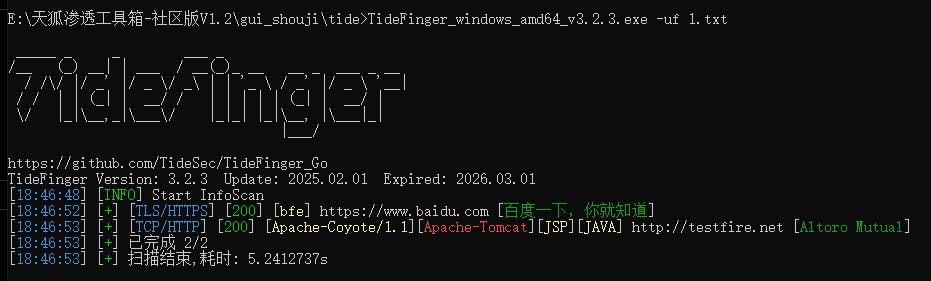 E:\天狐渗透工具箱-社区版V1.2\gui_shouji\tide>TideFinger_windows_amd64_v3.2.3.exe -uf 1.txt
TideFinger
https://github.com/TideSec/TideFinger_Go
TideFinger Version: 3.2.3  Update: 2025.02.01  Expired: 2026.03.01
[18:46:48] [INFO] Start InfoScan
[18:46:52] [+] [TLS/HTTPS] [200] [bfe] https://www.baidu.com [百度一下，你就知道]
[18:46:53] [+] [TCP/HTTP] [200] [Apache-Coyote/1.1][Apache-Tomcat][JSP][JAVA] http://testfire.net [Altoro Mutual]
[18:46:53] [+] 已完成 2/2
[18:46:53] [+] 扫描结束,耗时: 5.2412737s